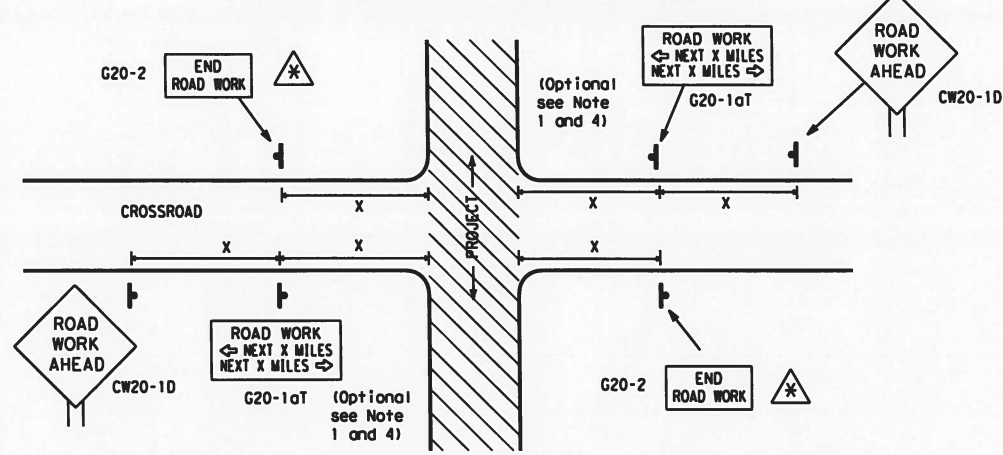 G20-2
END
ROAD WORK
*
(Optional
see Note
1 and 4)
ROAD WORK
⇦ NEXT X MILES
NEXT X MILES ⇨
G20-1aT
ROAD
WORK
AHEAD
CW20-1D
CROSSROAD
X
X
X
PROJECT
X
X
X
ROAD
WORK
AHEAD
CW20-1D
ROAD WORK
⇦ NEXT X MILES
NEXT X MILES ⇨
G20-1aT
(Optional
see Note
1 and 4)
G20-2
END
ROAD WORK
*